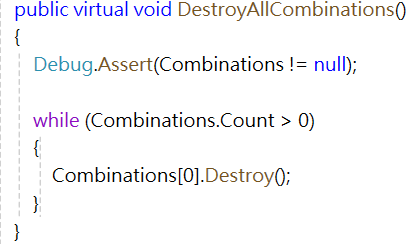 public virtual void DestroyAllCombinations()
{
Debug.Assert(Combinations != null);
while (Combinations.Count > 0)
{
Combinations[0].Destroy();
}
}